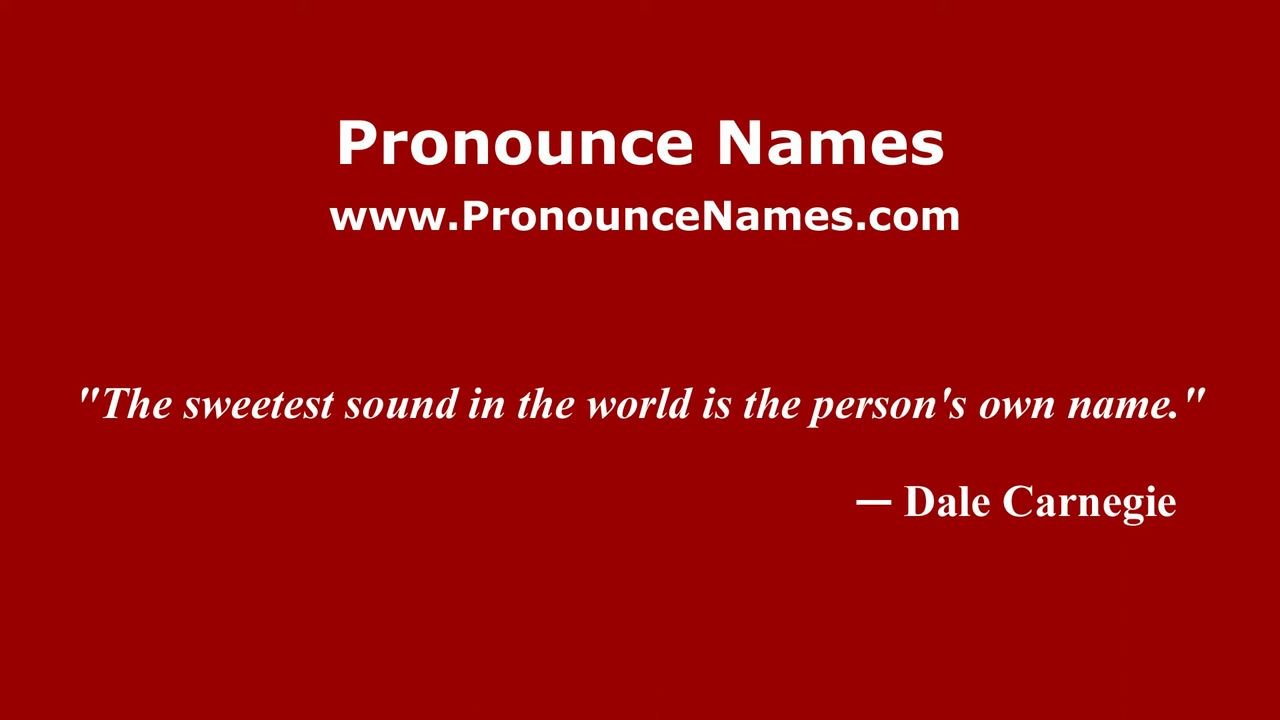 Pronounce Names
www.PronounceNames.com
"The sweetest sound in the world is the person's own name."
— Dale Carnegie